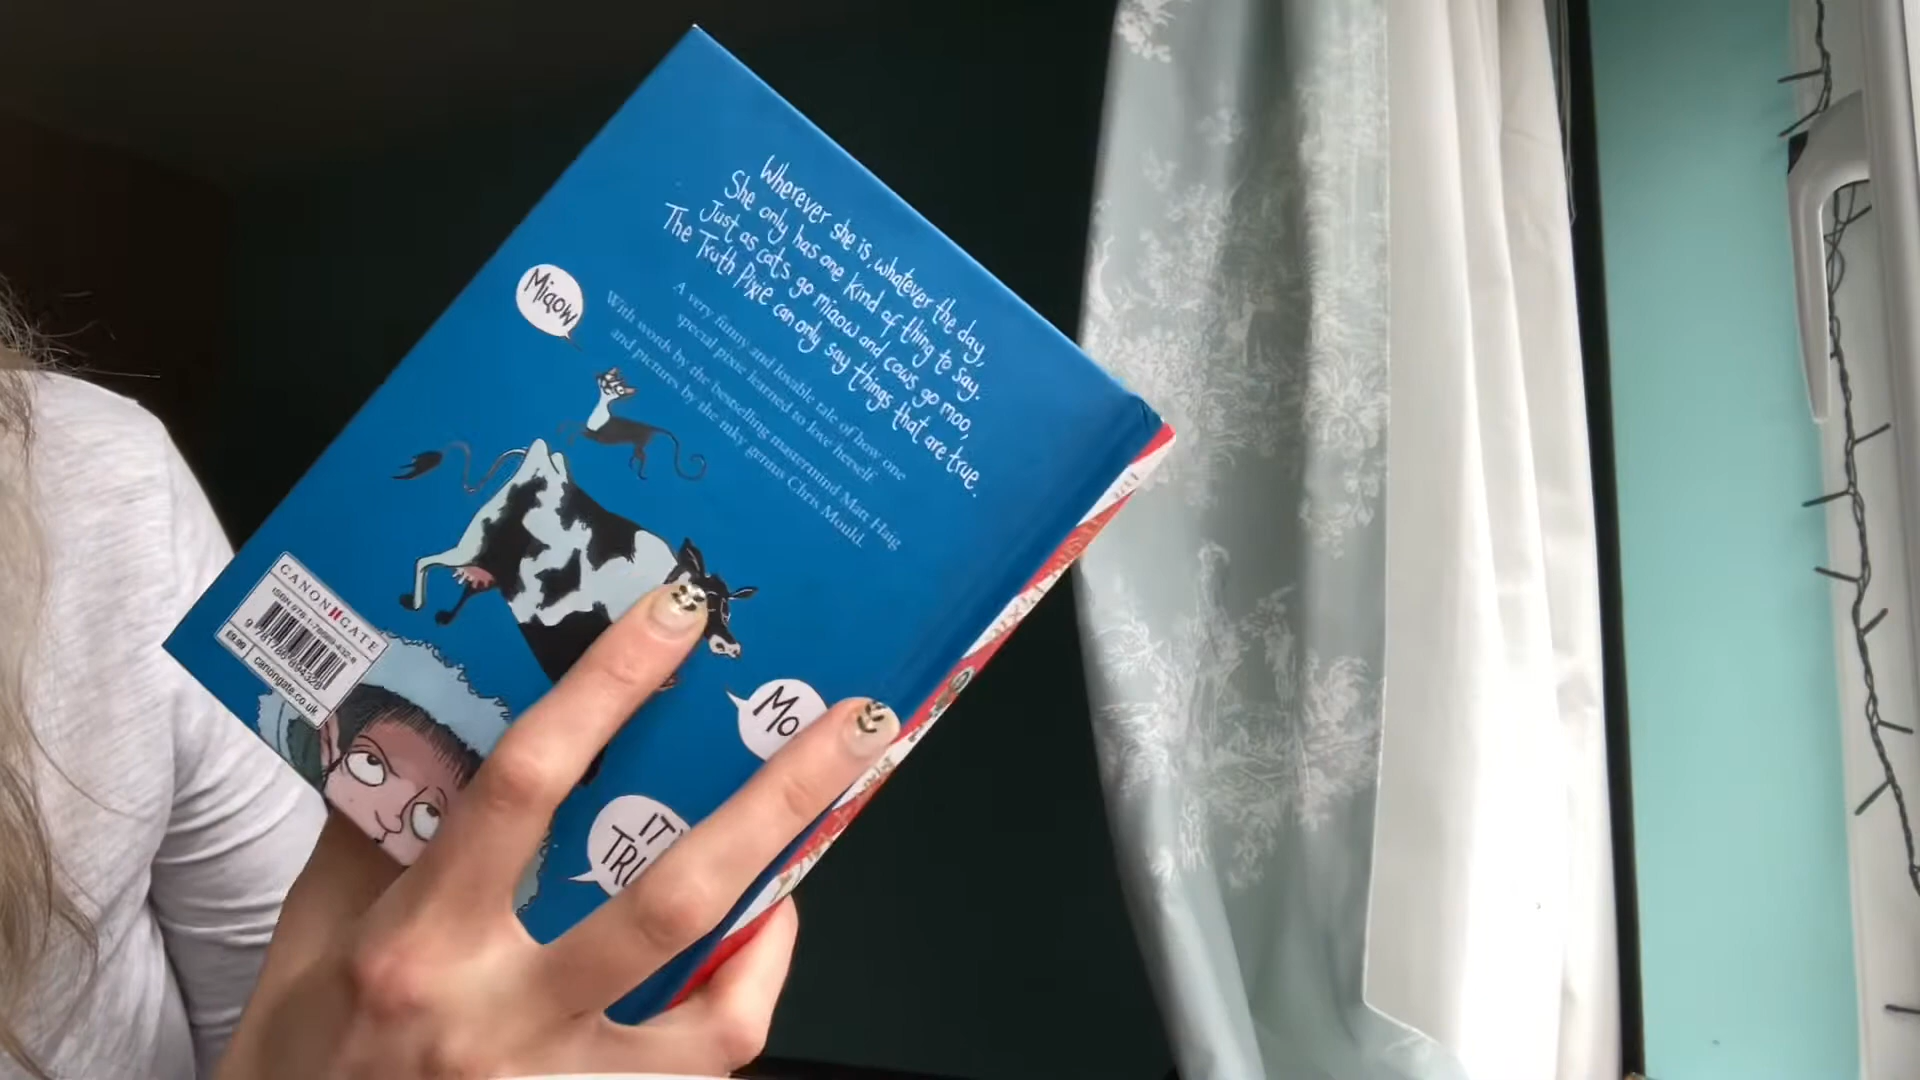 Wherever she is, whatever the day,
She only has one kind of thing to say.
Just as cats go miaow and cows go moo,
The Truth Pixie can only say things that are true.
A very funny and lovable tale of how one
special pixie learned to love herself.
With words by the bestselling mastermind Matt Haig
and pictures by the inky genius Chris Mould.
Miaow
Mo
IT'
TRU
CANONGATE
£9.99
canongate.co.uk